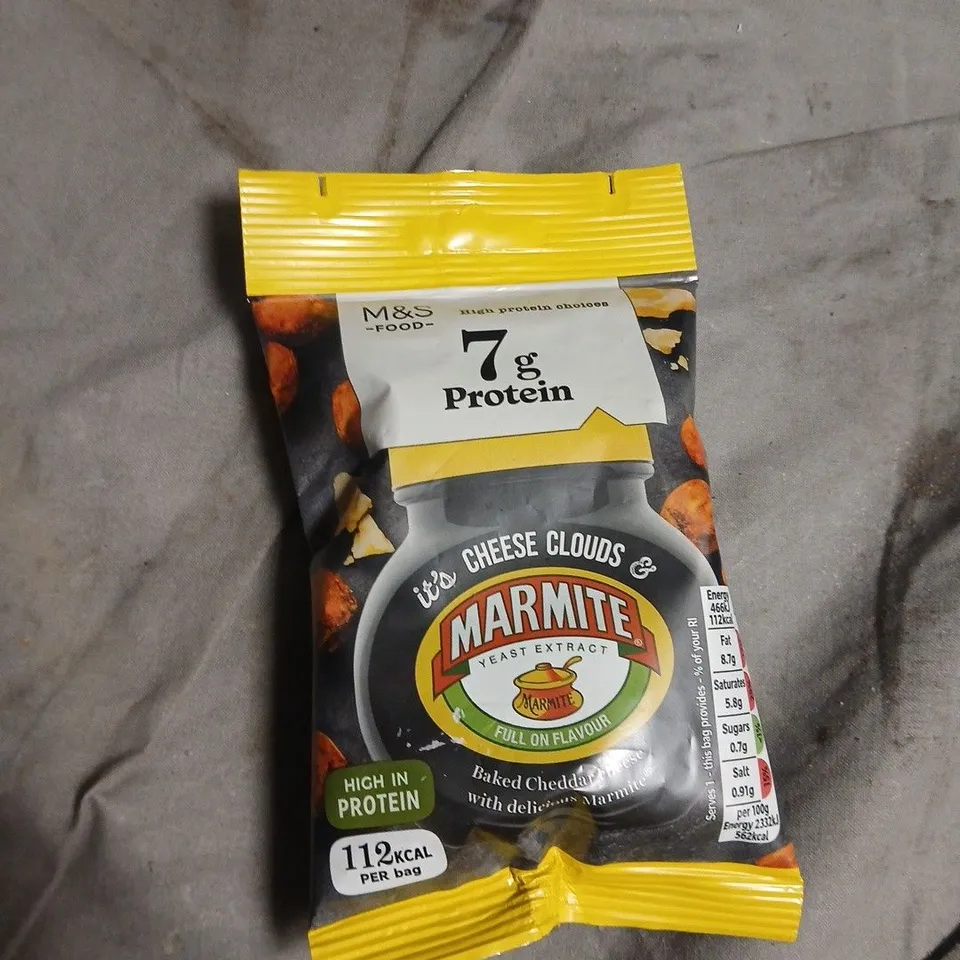 M&S
-FOOD-
High protein choices
7g
Protein
it's CHEESE CLOUDS &
MARMITE
YEAST EXTRACT
MARMITE
FULL ON FLAVOUR
Baked Cheddar Cheese
with delicious Marmite
HIGH IN
PROTEIN
112KCAL
PER bag
Serves 1 - this bag provides - % of your RI
Energy
466kJ
112kcal
Fat
8.7g
Saturates
5.8g
Sugars
0.7g
<1%
Salt
0.91g
15%
per 100g
Energy 2332kJ
562kcal